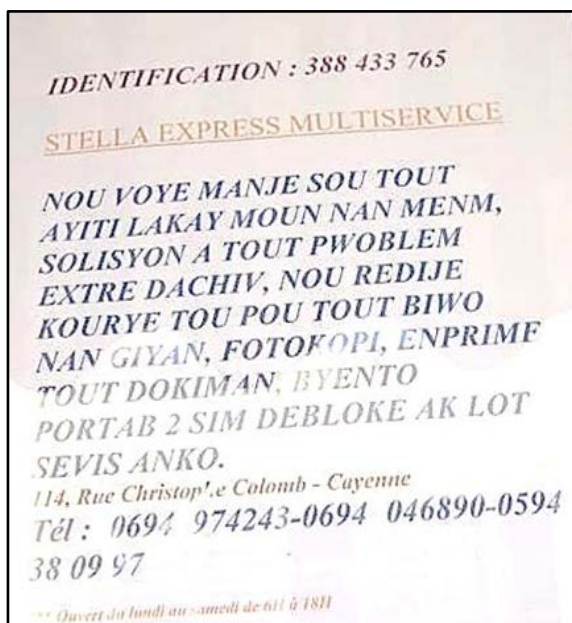 IDENTIFICATION : 388 433 765
STELLA EXPRESS MULTISERVICE
NOU VOYE MANJE SOU TOUT
AYITI LAKAY MOUN NAN MENM,
SOLISYON A TOUT PWOBLEM
EXTRE DACHIV, NOU REDIJE
KOURYE TOU POU TOUT BIWO
NAN GIYAN, FOTOKOPI, ENPRIME
TOUT DOKIMAN, BYENTO
PORTAB 2 SIM DEBLOKE AK LOT
SEVIS ANKO.
114, Rue Christop'.e Colomb - Cayenne
Tél : 0694 974243-0694 046890-0594
38 09 97
*** Ouvert du lundi au samedi de 6H à 18H